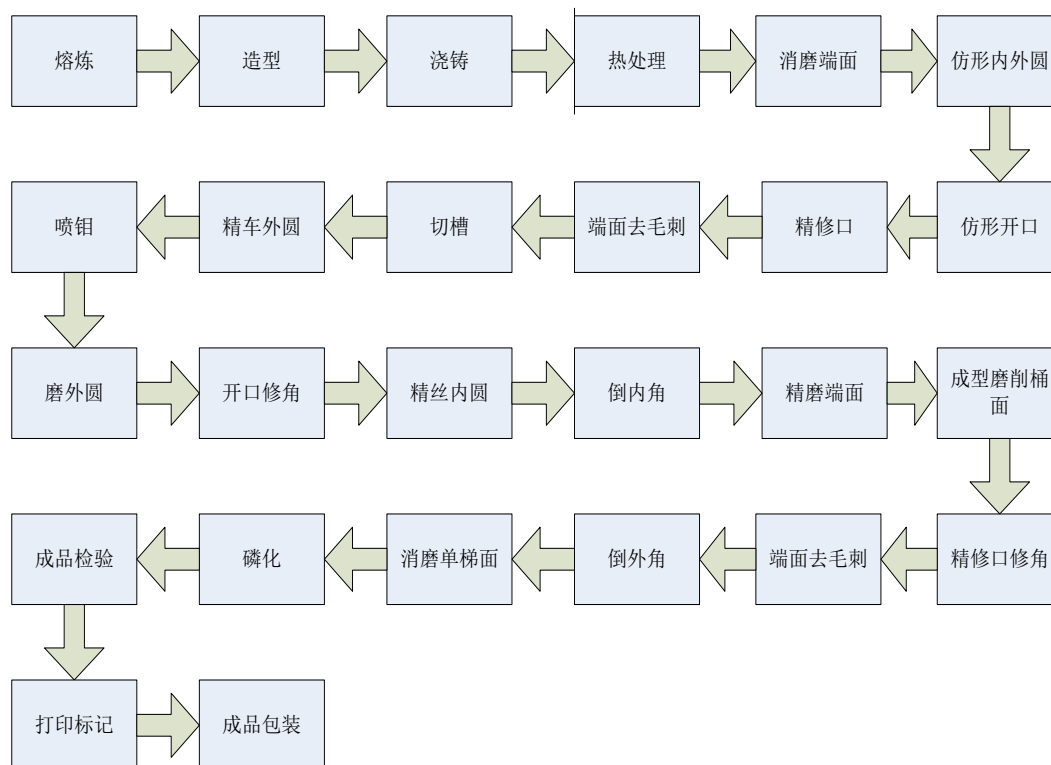 熔炼
造型
浇铸
热处理
消磨端面
仿形内外圆
仿形开口
精修口
端面去毛刺
切槽
精车外圆
喷钼
磨外圆
开口修角
精丝内圆
倒内角
精磨端面
成型磨削桶
面
精修口修角
端面去毛刺
倒外角
消磨单梯面
磷化
成品检验
打印标记
成品包装